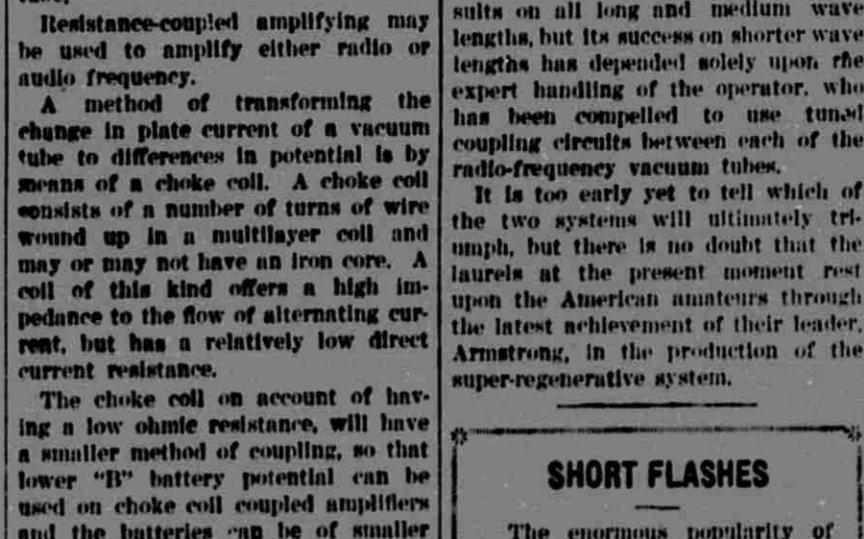 Resistance-coupled amplifying may
be used to amplify either radio or
audio frequency.
A method of transforming the
change in plate current of a vacuum
tube to differences in potential is by
means of a choke coil. A choke coil
consists of a number of turns of wire
wound up in a multilayer coil and
may or may not have an iron core. A
coil of this kind offers a high im-
pedance to the flow of alternating cur-
rent, but has a relatively low direct
current resistance.
The choke coil on account of hav-
ing a low ohmic resistance, will have
a smaller method of coupling, so that
lower "B" battery potential can be
used on choke coil coupled amplifiers
and the batteries can be of smaller
sults on all long and medium wave
lengths, but its success on shorter wave
lengths has depended solely upon the
expert handling of the operator, who
has been compelled to use tuned
coupling circuits between each of the
radio-frequency vacuum tubes.
It is too early yet to tell which of
the two systems will ultimately tri-
umph, but there is no doubt that the
laurels at the present moment rest
upon the American amateurs through
the latest achievement of their leader,
Armstrong, in the production of the
super-regenerative system.
SHORT FLASHES
The enormous popularity of